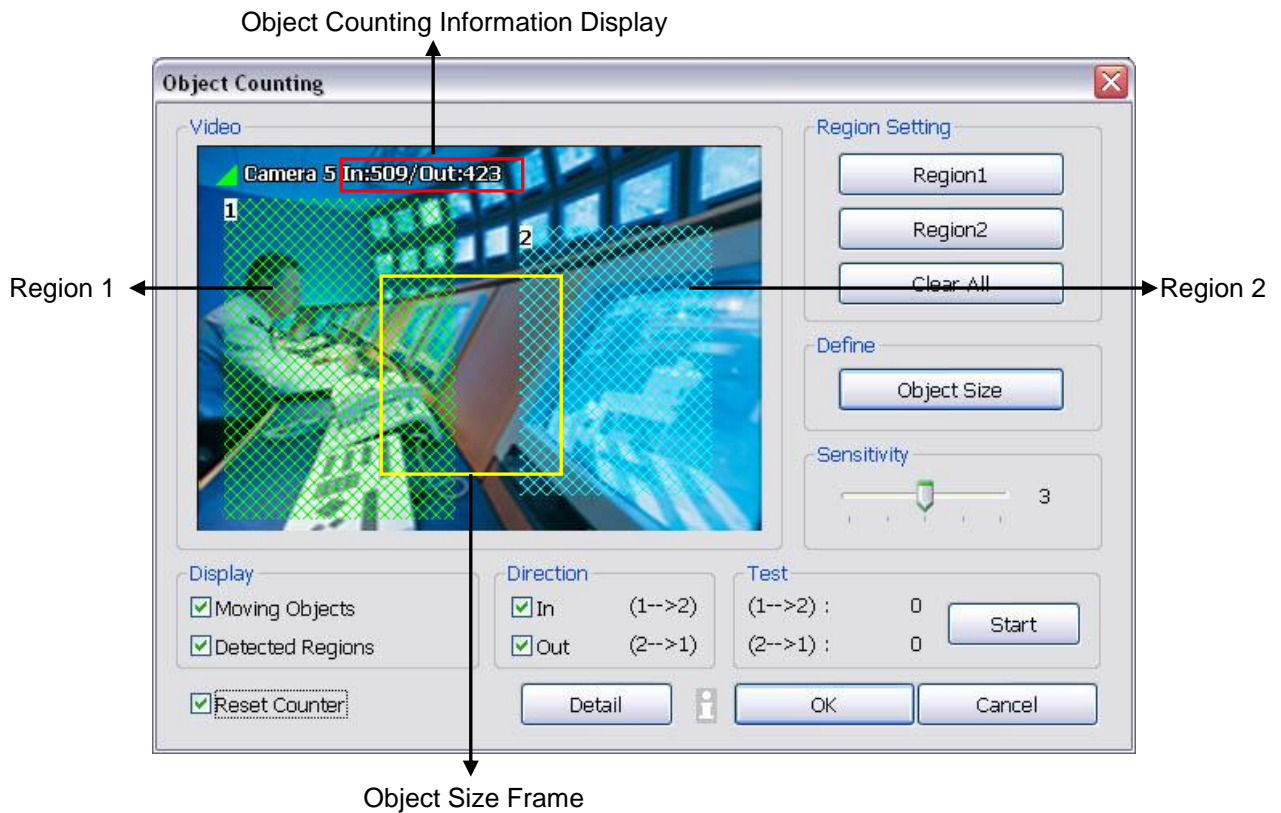 Object Counting Information Display
Object Counting
Video
Region Setting
Camera 5 In:509/Out:423
Region1
1
Region2
2
Region 1
Clear All
Region 2
Define
Object Size
Sensitivity
3
Display
Direction
Test
Moving Objects
In (1-->2)
(1-->2) : 0
Start
Detected Regions
Out (2-->1)
(2-->1) : 0
Reset Counter
Detail
i
OK
Cancel
Object Size Frame